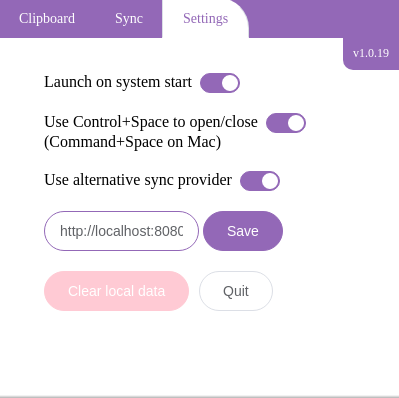 Clipboard Sync Settings
v1.0.19
Launch on system start
Use Control+Space to open/close
(Command+Space on Mac)
Use alternative sync provider
http://localhost:8080 Save
Clear local data Quit